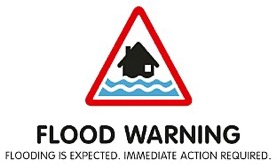 FLOOD WARNING
FLOODING IS EXPECTED. IMMEDIATE ACTION REQUIRED.